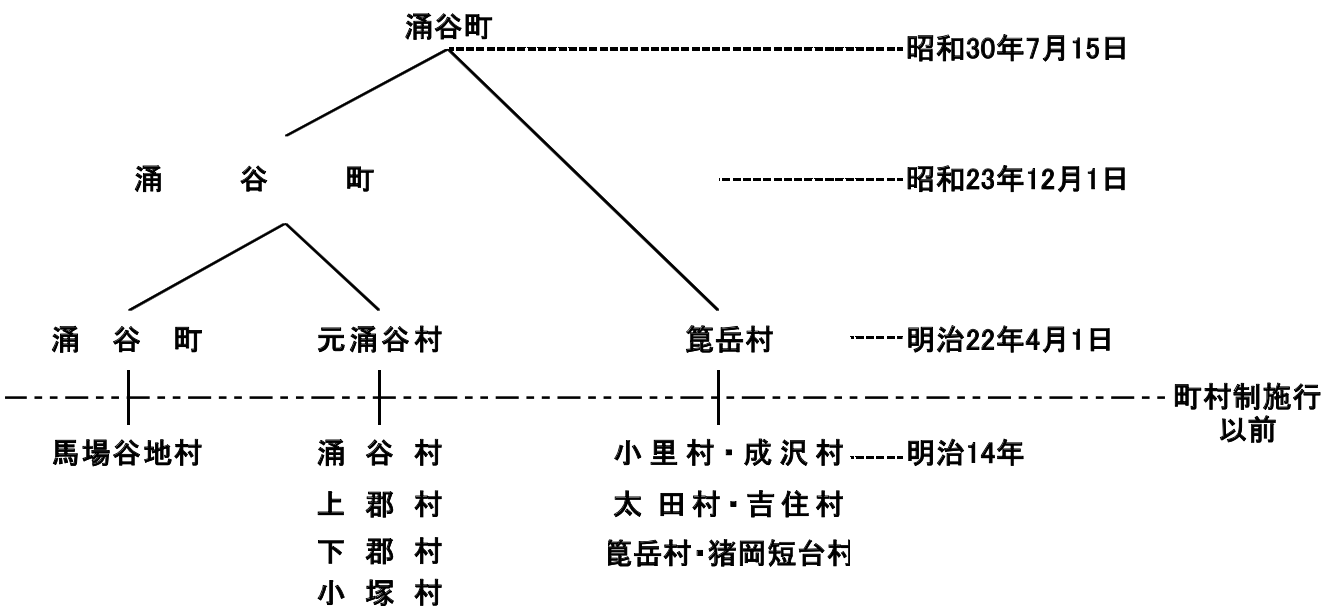 涌谷町
昭和30年7月15日
涌谷町
昭和23年12月1日
涌谷町 元涌谷村 箟岳村 明治22年4月1日
町村制施行
以前
馬場谷地村 涌谷村 小里村・成沢村 明治14年
上郡村 太田村・吉住村
下郡村 箟岳村・猪岡短台村
小塚村